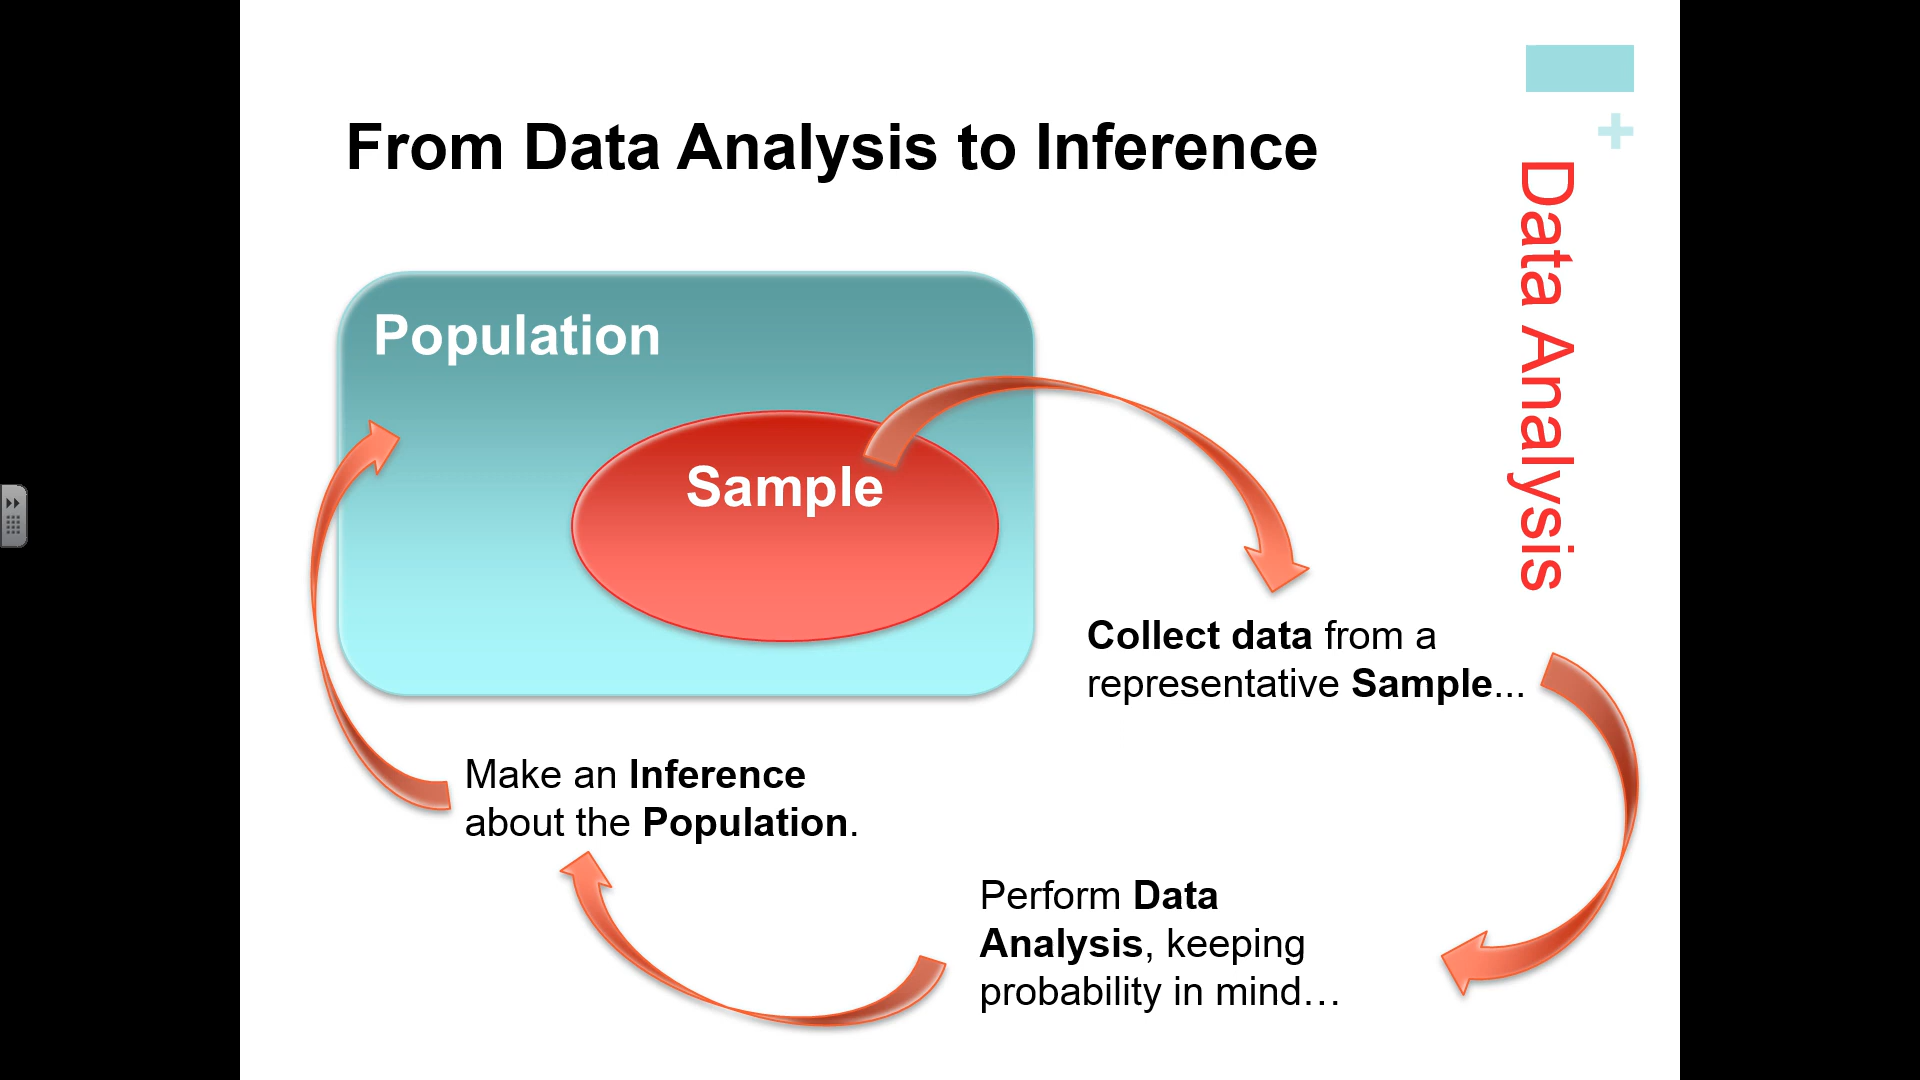 From Data Analysis to Inference
+
Data Analysis
Population
Sample
Collect data from a
representative Sample...
Make an Inference
about the Population.
Perform Data
Analysis, keeping
probability in mind…